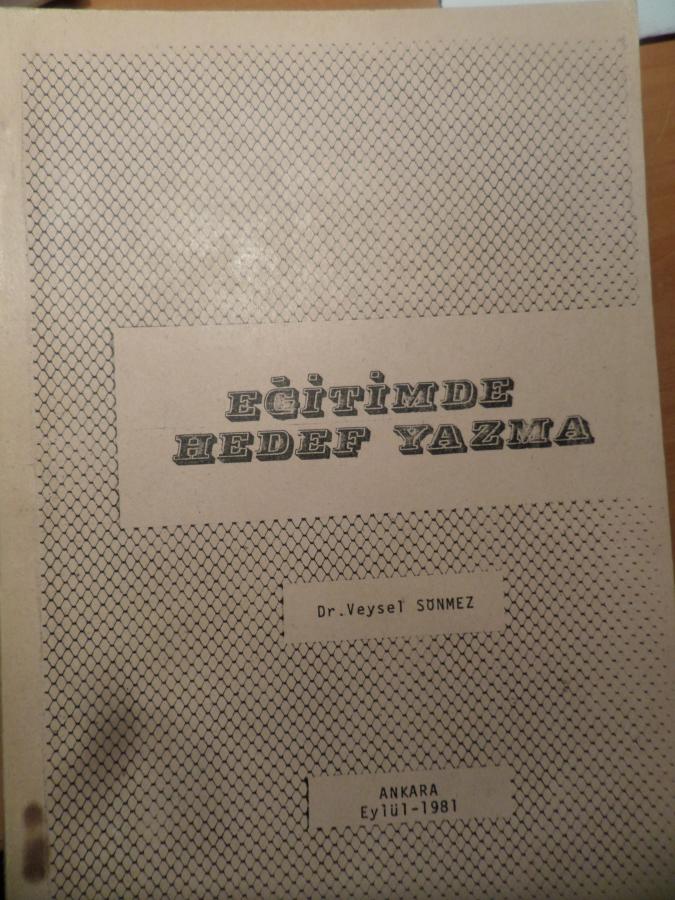 EĞİTİMDE
HEDEF YAZMA
Dr.Veysel SÖNMEZ
ANKARA
Eylül-1981